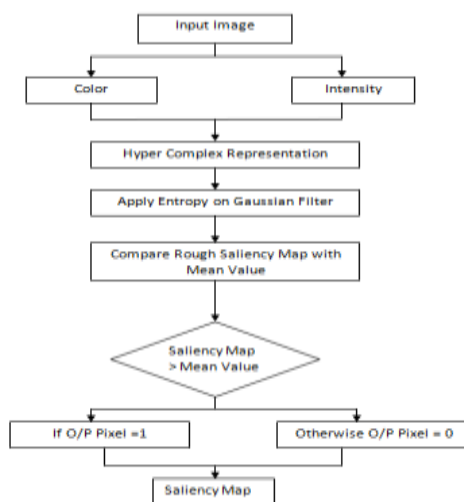 Input Image
Color
Intensity
Hyper Complex Representation
Apply Entropy on Gaussian Filter
Compare Rough Saliency Map with
Mean Value
Saliency Map
> Mean Value
If O/P Pixel =1
Otherwise O/P Pixel = 0
Saliency Map